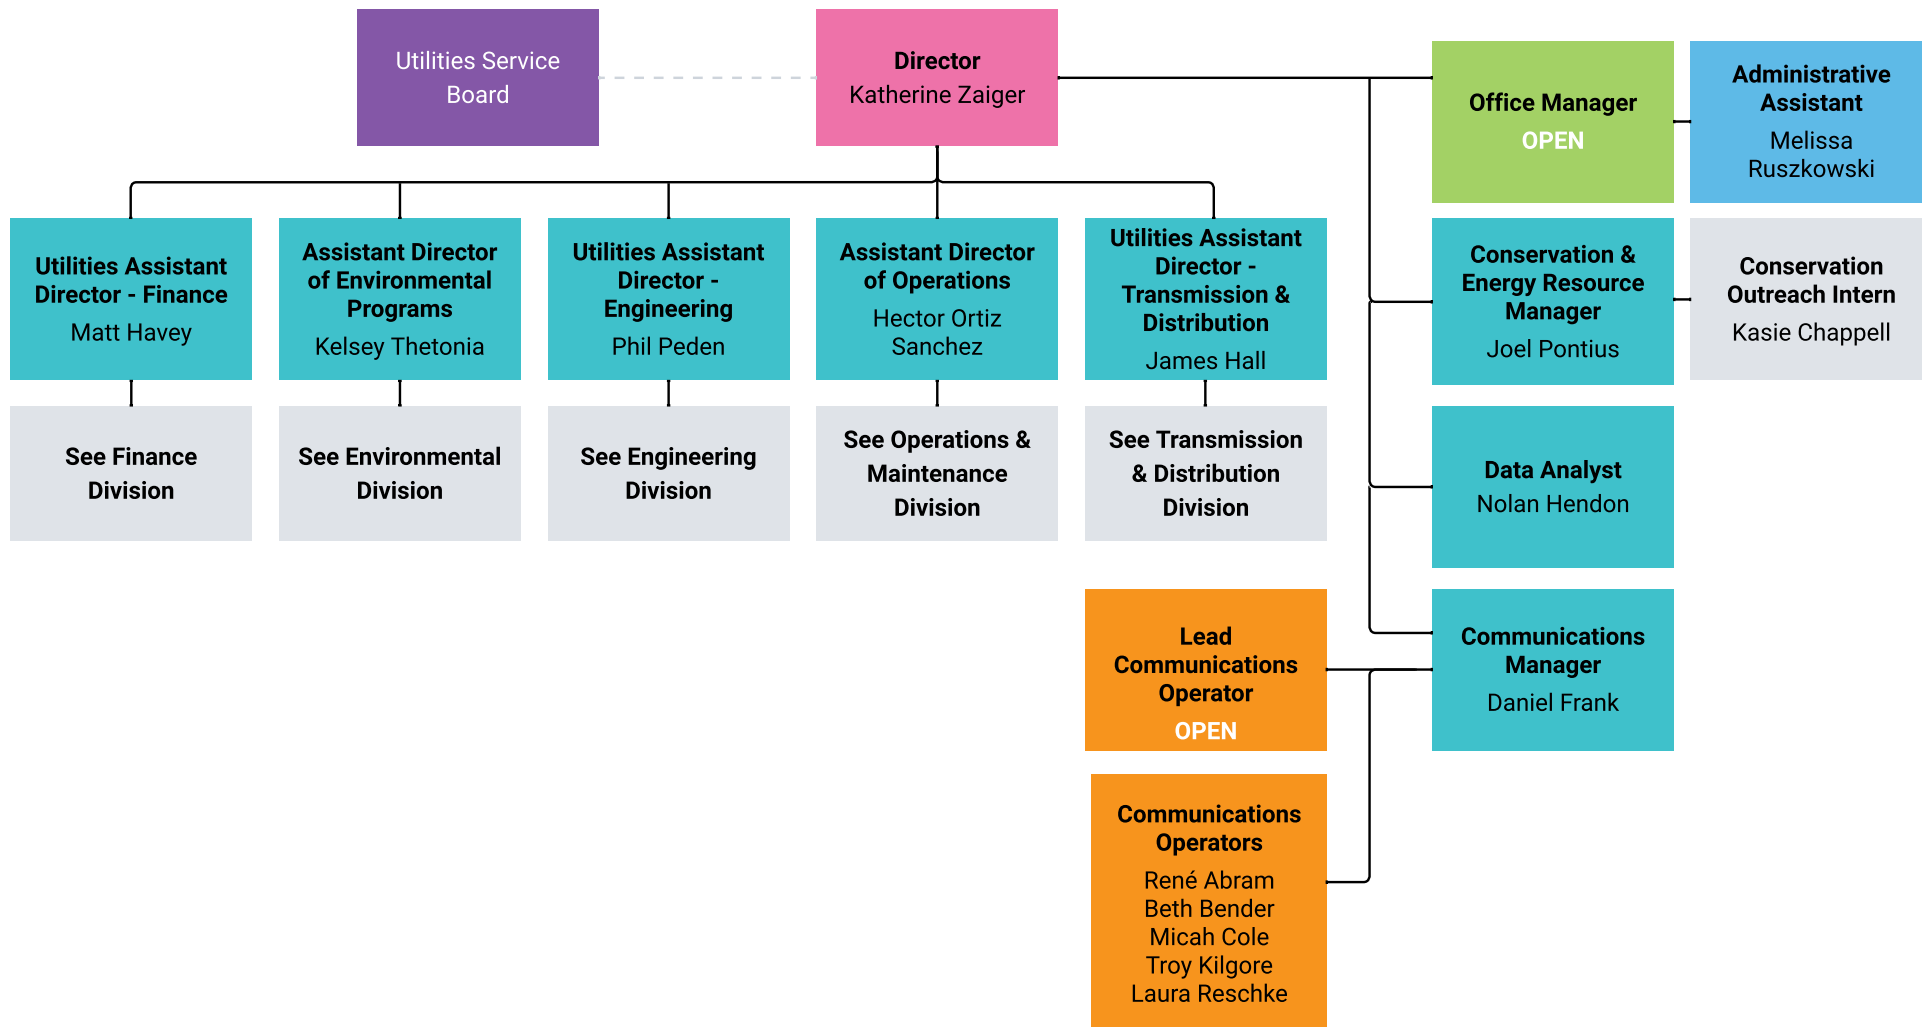 Utilities Service
Board
Director
Katherine Zaiger
Office Manager
OPEN
Administrative
Assistant
Melissa
Ruszkowski
Utilities Assistant
Director - Finance
Matt Havey
Assistant Director
of Environmental
Programs
Kelsey Thetonia
Utilities Assistant
Director -
Engineering
Phil Peden
Assistant Director
of Operations
Hector Ortiz
Sanchez
Utilities Assistant
Director -
Transmission &
Distribution
James Hall
Conservation &
Energy Resource
Manager
Joel Pontius
Conservation
Outreach Intern
Kasie Chappell
See Finance
Division
See Environmental
Division
See Engineering
Division
See Operations &
Maintenance
Division
See Transmission
& Distribution
Division
Data Analyst
Nolan Hendon
Lead
Communications
Operator
OPEN
Communications
Manager
Daniel Frank
Communications
Operators
René Abram
Beth Bender
Micah Cole
Troy Kilgore
Laura Reschke